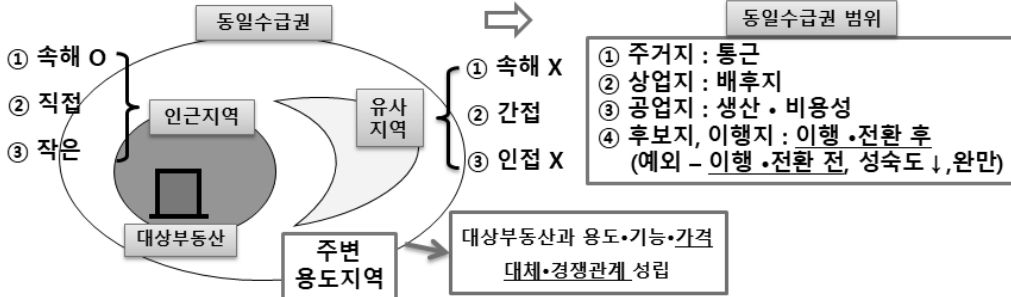 동일수급권
① 속해 O
② 직접
③ 작은
인근지역
대상부동산
유사
지역
① 속해 X
② 간접
③ 인접 X
주변
용도지역
대상부동산과 용도•기능•가격
대체•경쟁관계 성립
동일수급권 범위
① 주거지 : 통근
② 상업지 : 배후지
③ 공업지 : 생산 • 비용성
④ 후보지, 이행지 : 이행 •전환 후
(예외 – 이행 •전환 전, 성숙도↓,완만)